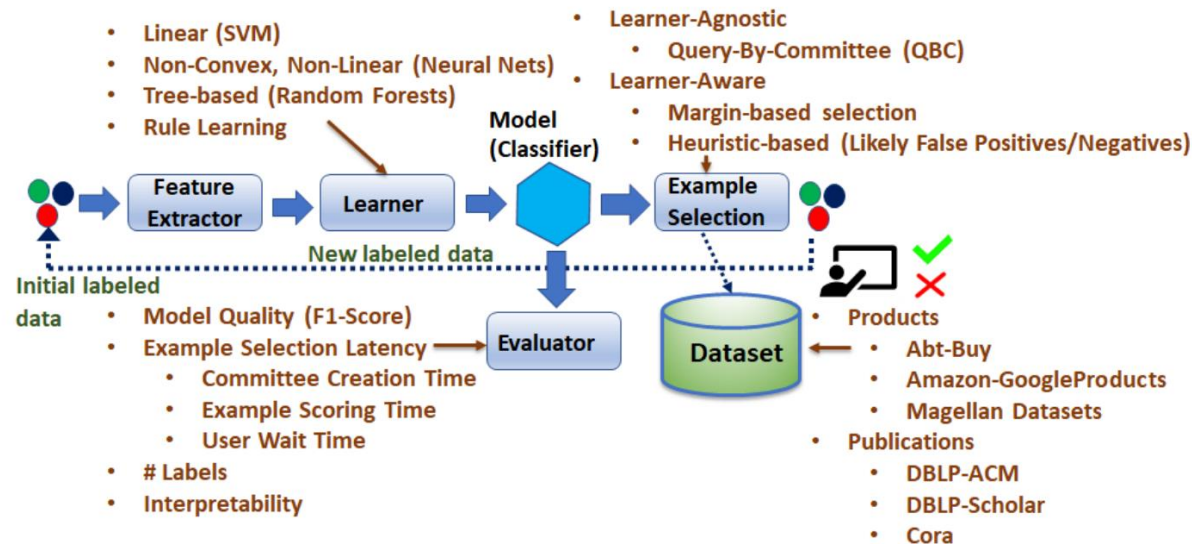 • Linear (SVM)
• Non-Convex, Non-Linear (Neural Nets)
• Tree-based (Random Forests)
• Rule Learning
• Learner-Agnostic
• Query-By-Committee (QBC)
• Learner-Aware
• Margin-based selection
• Heuristic-based (Likely False Positives/Negatives)
Model
(Classifier)
Feature
Extractor
Learner
Example
Selection
New labeled data
Initial labeled
data
• Model Quality (F1-Score)
• Example Selection Latency
• Committee Creation Time
• Example Scoring Time
• User Wait Time
• # Labels
• Interpretability
Evaluator
Dataset
• Products
• Abt-Buy
• Amazon-GoogleProducts
• Magellan Datasets
• Publications
• DBLP-ACM
• DBLP-Scholar
• Cora